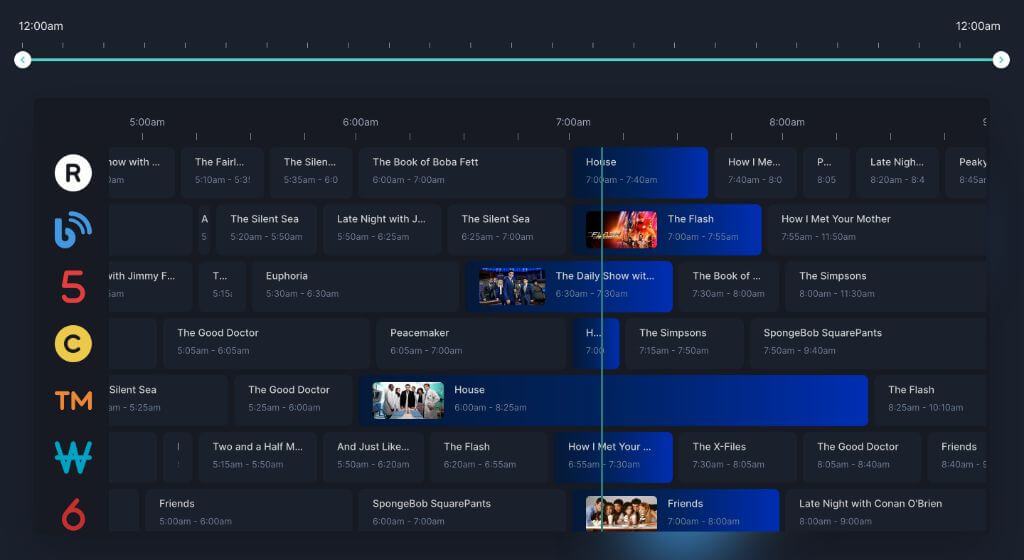 12:00am 12:00am
5:00am 6:00am 7:00am 8:00am
R
now with ... The Fairl... The Silen... The Book of Boba Fett House How I Me... P... Late Nigh... Peaky
am 5:10am - 5:3 5:35am - 6:0 6:00am - 7:00am 7:00am - 7:40am 7:40am - 8:0 8:05 8:20am - 8:4 8:45a
A The Silent Sea Late Night with J... The Silent Sea The Flash How I Met Your Mother
5 5:20am - 5:50am 5:50am - 6:25am 6:25am - 7:00am 7:00am - 7:55am 7:55am - 11:50am
5
with Jimmy F... T... Euphoria The Daily Show wit... The Book of ... The Simpsons
5am 5:15 5:30am - 6:30am 6:30am - 7:30am 7:30am - 8:00am 8:00am - 11:30am
C
The Good Doctor Peacemaker H... The Simpsons SpongeBob SquarePants
5:05am - 6:05am 6:05am - 7:00am 7:00 7:15am - 7:50am 7:50am - 9:40am
TM
Silent Sea The Good Doctor House The Flash
am - 5:25am 5:25am - 6:00am 6:00am - 8:25am 8:25am - 10:10am
W
Two and a Half M... And Just Like... The Flash How I Met Your ... The X-Files The Good Doctor Friends
am - 5:05am 5:15am - 5:50am 5:50am - 6:20am 6:20am - 6:55am 6:55am - 7:30am 7:30am - 8:05am 8:05am - 8:40am 8:40am - 9
6
Friends SpongeBob SquarePants Friends Late Night with Conan O'Brien
5:00am - 6:00am 6:00am - 7:00am 7:00am - 8:00am 8:00am - 9:00am